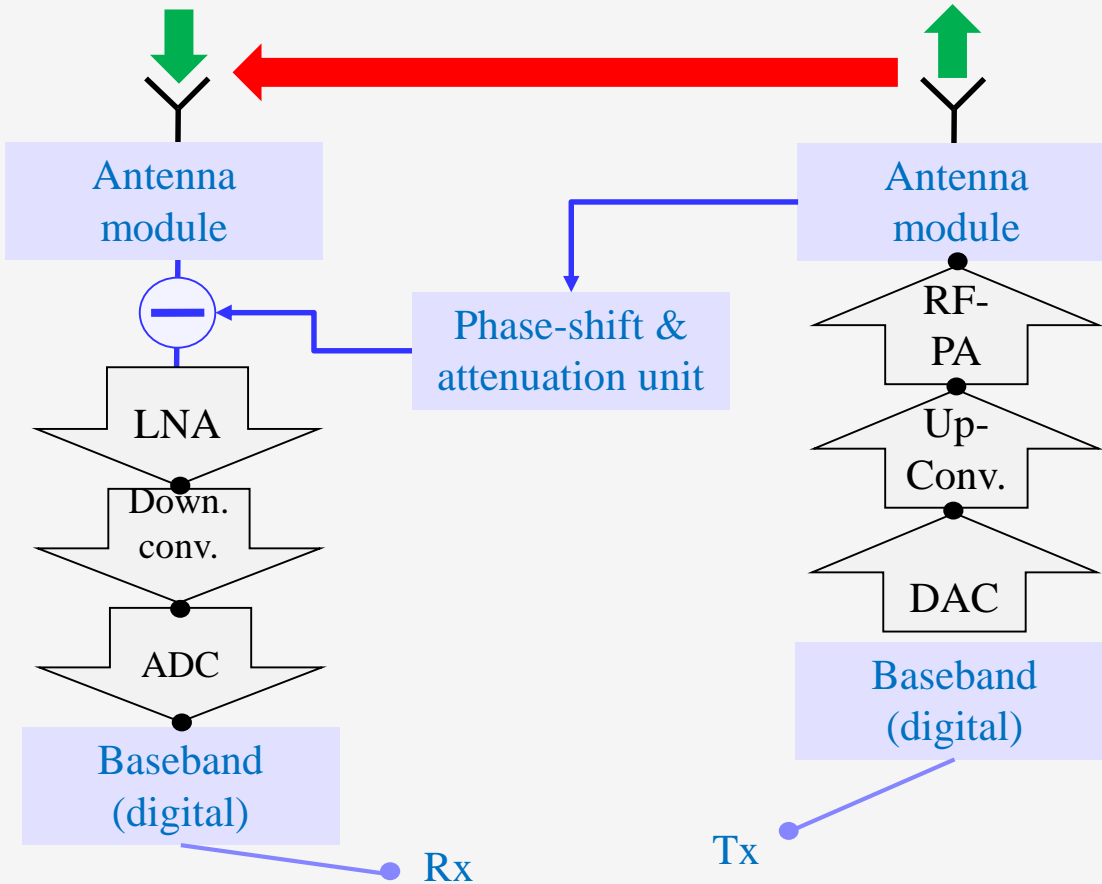 Antenna
module
Antenna
module
Phase-shift &
attenuation unit
RF-
PA
LNA
Up-
Conv.
Down.
conv.
DAC
ADC
Baseband
(digital)
Baseband
(digital)
Tx
Rx